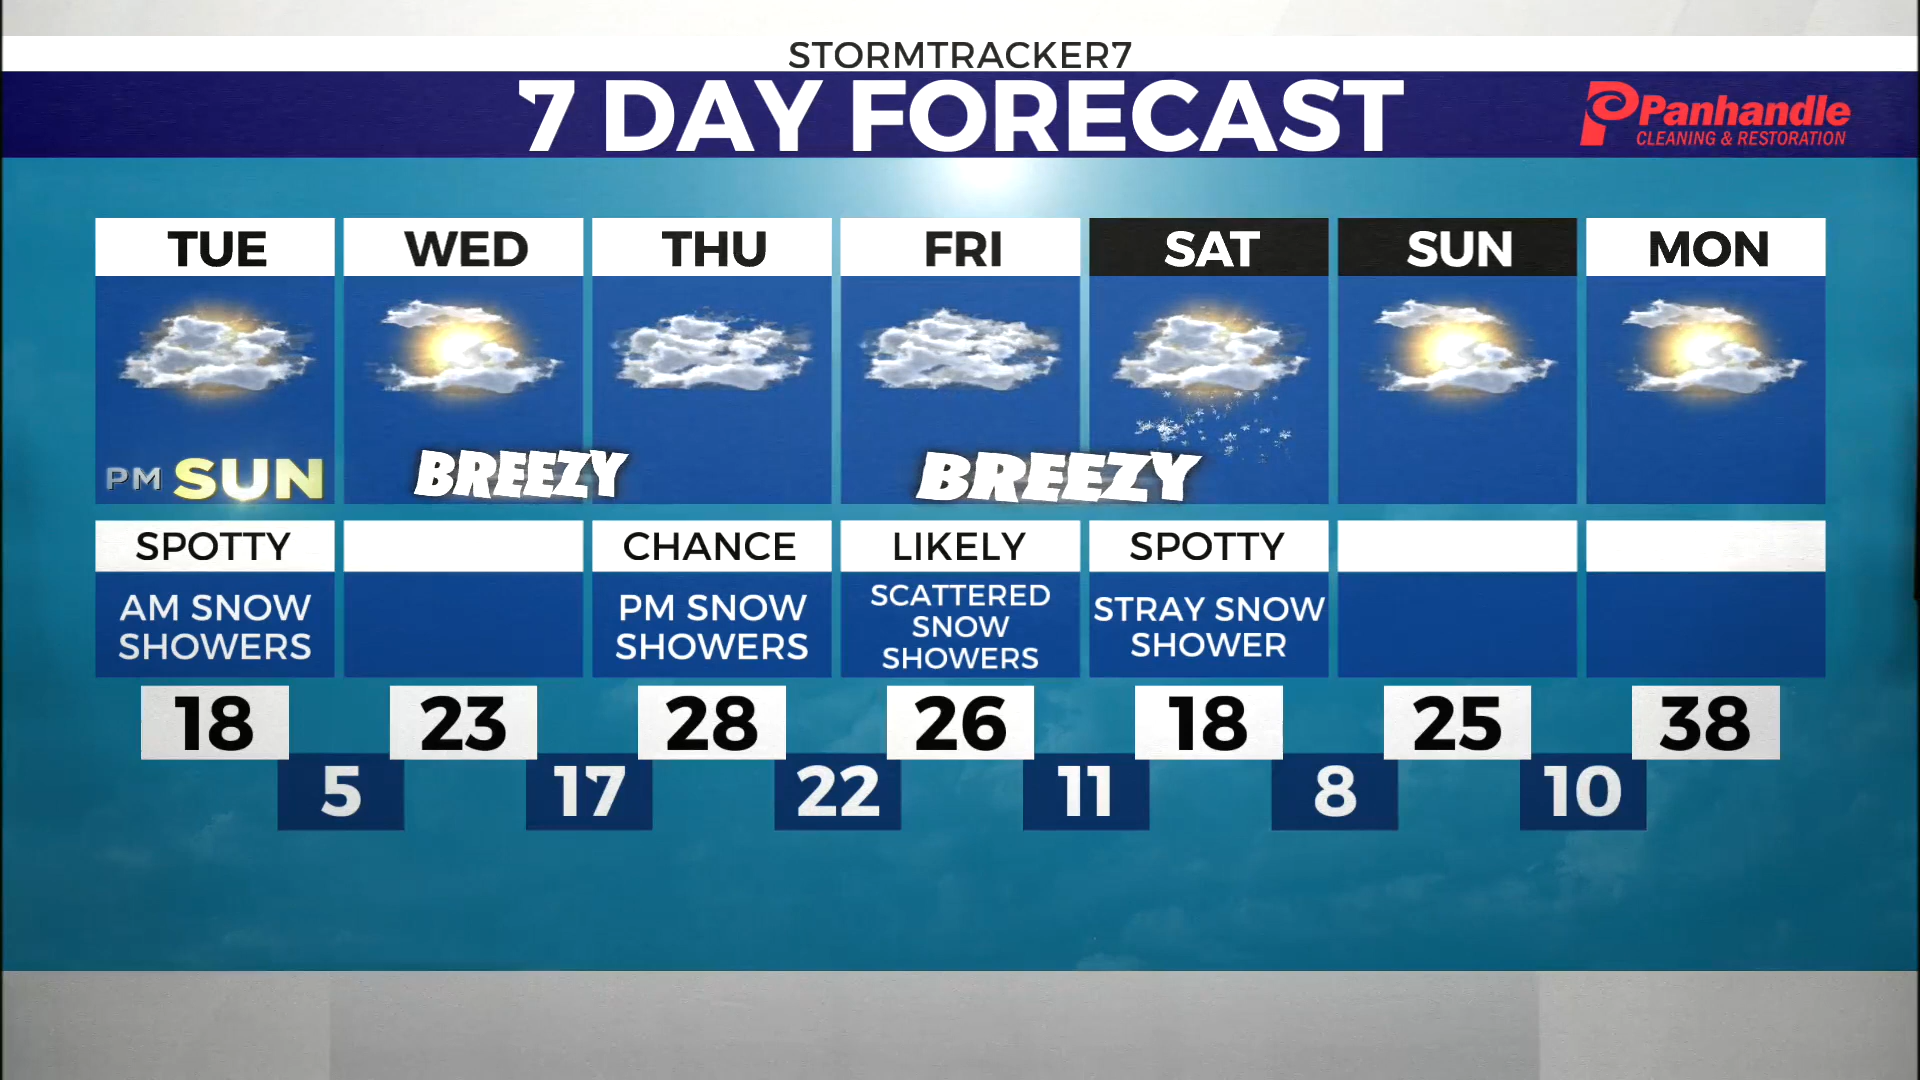 STORMTRACKER7
7 DAY FORECAST
Panhandle
CLEANING & RESTORATION
TUE WED THU FRI SAT SUN MON
PM SUN BREEZY BREEZY
SPOTTY CHANCE LIKELY SPOTTY
AM SNOW
SHOWERS
PM SNOW
SHOWERS
SCATTERED
SNOW
SHOWERS
STRAY SNOW
SHOWER
18 23 28 26 18 25 38
5 17 22 11 8 10